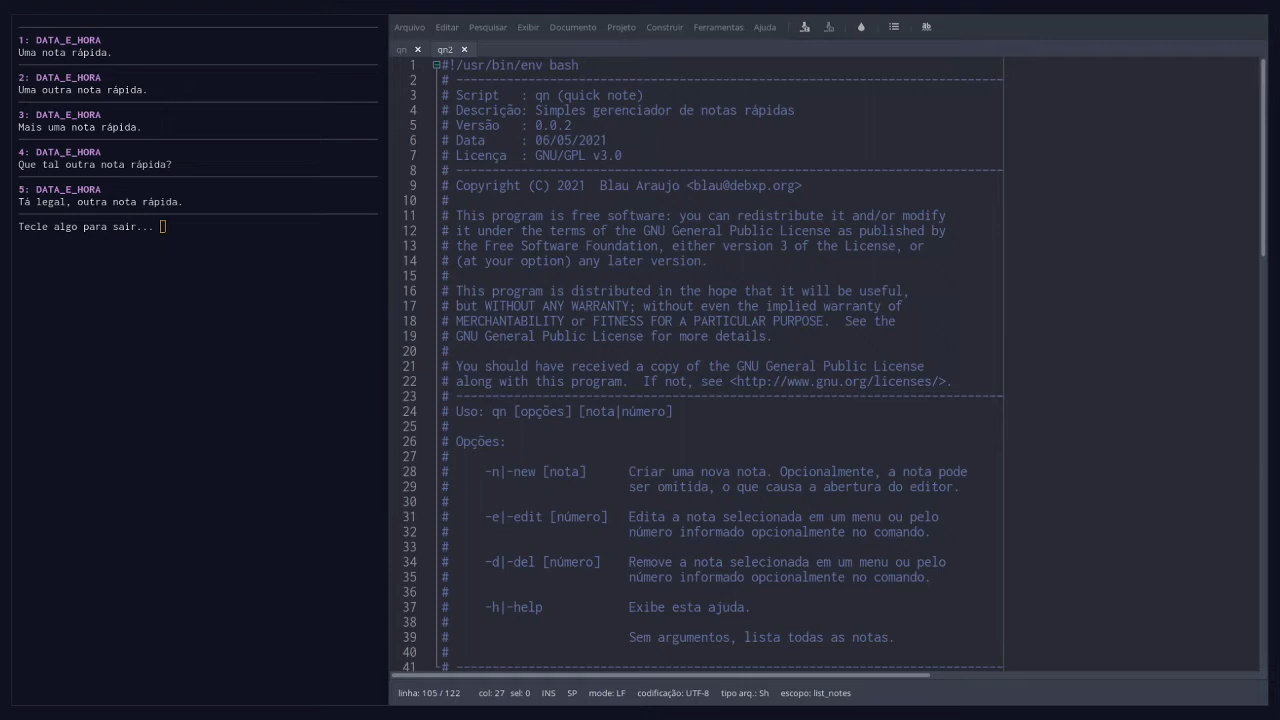 1: DATA_E_HORA
Uma nota rápida.
2: DATA_E_HORA
Uma outra nota rápida.
3: DATA_E_HORA
Mais uma nota rápida.
4: DATA_E_HORA
Que tal outra nota rápida?
5: DATA_E_HORA
Tá legal, outra nota rápida.
Tecle algo para sair...
Arquivo Editar Pesquisar Exibir Documento Projeto Construir Ferramentas Ajuda ab
qn × qn2 ×
1 #!/usr/bin/env bash
2 # ----------------------------------------------------------------------------
3 # Script   : qn (quick note)
4 # Descrição: Simples gerenciador de notas rápidas
5 # Versão   : 0.0.2
6 # Data     : 06/05/2021
7 # Licença  : GNU/GPL v3.0
8 # ----------------------------------------------------------------------------
9 # Copyright (C) 2021  Blau Araujo <blau@debxp.org>
10 #
11 # This program is free software: you can redistribute it and/or modify
12 # it under the terms of the GNU General Public License as published by
13 # the Free Software Foundation, either version 3 of the License, or
14 # (at your option) any later version.
15 #
16 # This program is distributed in the hope that it will be useful,
17 # but WITHOUT ANY WARRANTY; without even the implied warranty of
18 # MERCHANTABILITY or FITNESS FOR A PARTICULAR PURPOSE.  See the
19 # GNU General Public License for more details.
20 #
21 # You should have received a copy of the GNU General Public License
22 # along with this program.  If not, see <http://www.gnu.org/licenses/>.
23 # ----------------------------------------------------------------------------
24 # Uso: qn [opções] [nota|número]
25 #
26 # Opções:
27 #
28 #     -n|-new [nota]      Criar uma nova nota. Opcionalmente, a nota pode
29 #                         ser omitida, o que causa a abertura do editor.
30 #
31 #     -e|-edit [número]   Edita a nota selecionada em um menu ou pelo
32 #                         número informado opcionalmente no comando.
33 #
34 #     -d|-del [número]    Remove a nota selecionada em um menu ou pelo
35 #                         número informado opcionalmente no comando.
36 #
37 #     -h|-help            Exibe esta ajuda.
38 #
39 #                         Sem argumentos, lista todas as notas.
40 #
41 # ----------------------------------------------------------------------------
linha: 105 / 122 col: 27 sel: 0 INS SP mode: LF codificação: UTF-8 tipo arq.: Sh escopo: list_notes